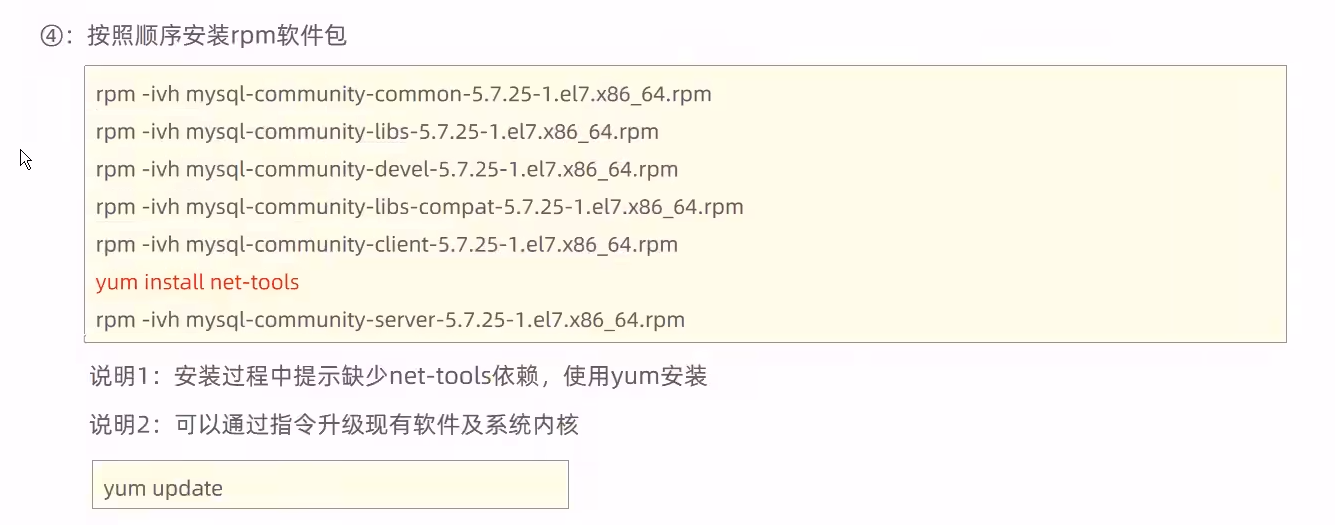 ④：按照顺序安装rpm软件包
rpm -ivh mysql-community-common-5.7.25-1.el7.x86_64.rpm
rpm -ivh mysql-community-libs-5.7.25-1.el7.x86_64.rpm
rpm -ivh mysql-community-devel-5.7.25-1.el7.x86_64.rpm
rpm -ivh mysql-community-libs-compat-5.7.25-1.el7.x86_64.rpm
rpm -ivh mysql-community-client-5.7.25-1.el7.x86_64.rpm
yum install net-tools
rpm -ivh mysql-community-server-5.7.25-1.el7.x86_64.rpm
说明1：安装过程中提示缺少net-tools依赖，使用yum安装
说明2：可以通过指令升级现有软件及系统内核
yum update